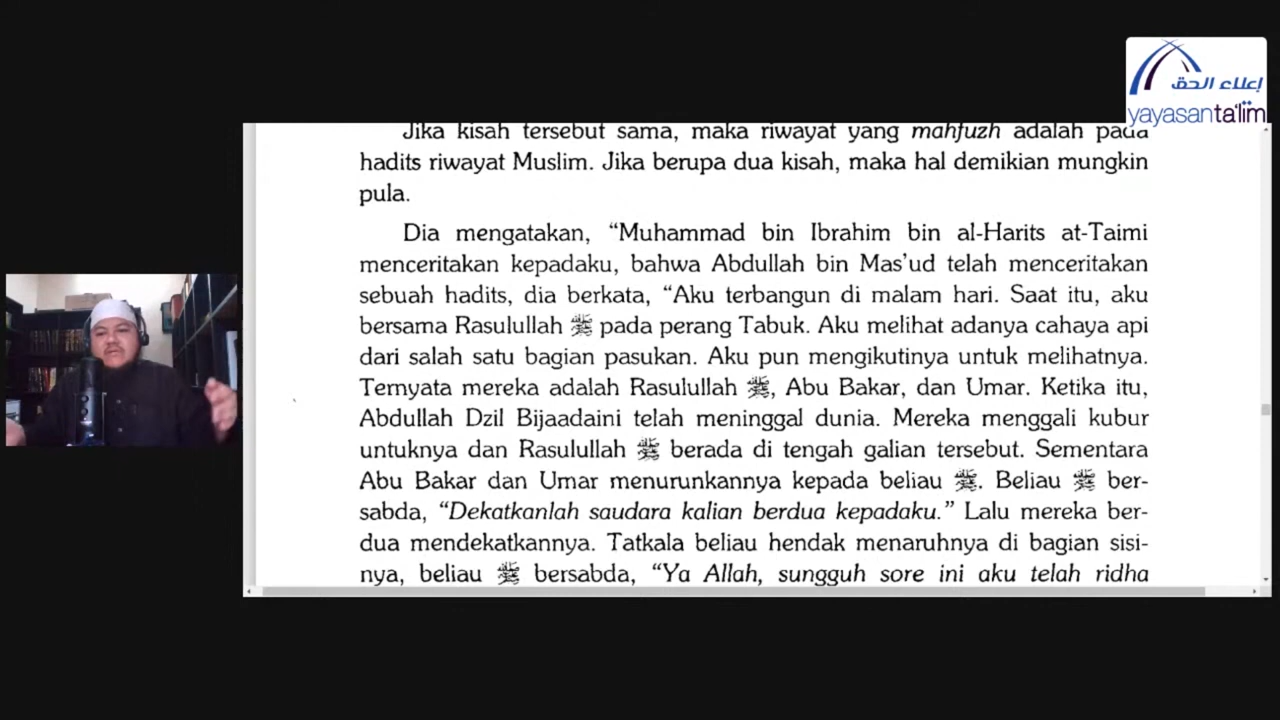 إعلاء الحق
yayasanta'lim
Jika kisah tersebut sama, maka riwayat yang mahfuzh adalah pada
hadits riwayat Muslim. Jika berupa dua kisah, maka hal demikian mungkin
pula.
Dia mengatakan, “Muhammad bin Ibrahim bin al-Harits at-Taimi
menceritakan kepadaku, bahwa Abdullah bin Mas’ud telah menceritakan
sebuah hadits, dia berkata, “Aku terbangun di malam hari. Saat itu, aku
bersama Rasulullah ﷺ pada perang Tabuk. Aku melihat adanya cahaya api
dari salah satu bagian pasukan. Aku pun mengikutinya untuk melihatnya.
Ternyata mereka adalah Rasulullah ﷺ, Abu Bakar, dan Umar. Ketika itu,
Abdullah Dzil Bijaadaini telah meninggal dunia. Mereka menggali kubur
untuknya dan Rasulullah ﷺ berada di tengah galian tersebut. Sementara
Abu Bakar dan Umar menurunkannya kepada beliau ﷺ. Beliau ﷺ ber-
sabda, “Dekatkanlah saudara kalian berdua kepadaku.” Lalu mereka ber-
dua mendekatkannya. Tatkala beliau hendak menaruhnya di bagian sisi-
nya, beliau ﷺ bersabda, “Ya Allah, sungguh sore ini aku telah ridha